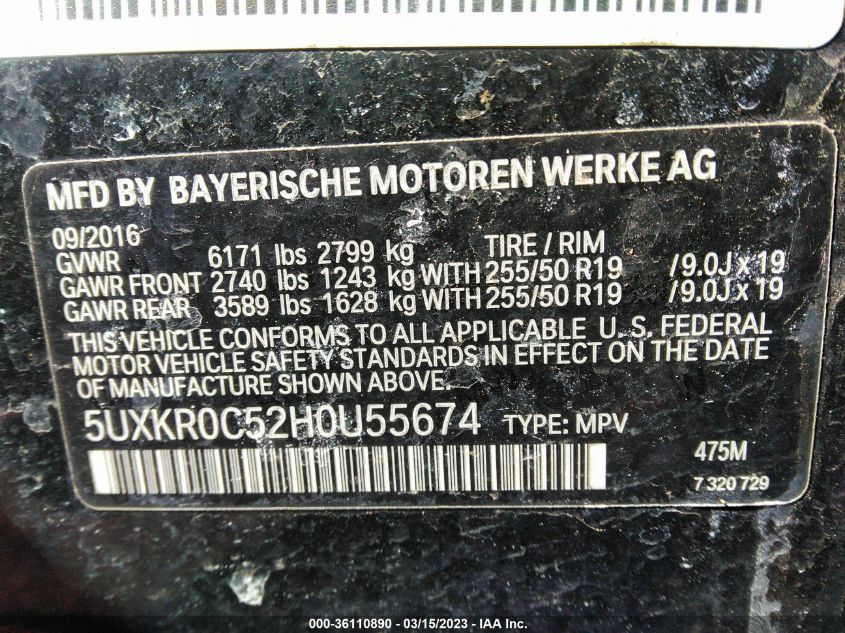 MFD BY BAYERISCHE MOTOREN WERKE AG
09/2016
GVWR 6171 lbs 2799 kg TIRE / RIM
GAWR FRONT 2740 lbs 1243 kg WITH 255/50 R19 /9.0J x 19
GAWR REAR 3589 lbs 1628 kg WITH 255/50 R19 /9.0J x 19
THIS VEHICLE CONFORMS TO ALL APPLICABLE U. S. FEDERAL
MOTOR VEHICLE SAFETY STANDARDS IN EFFECT ON THE DATE
OF MANUFACTURE SHOWN ABOVE.
5UXKR0C52H0U55674 TYPE: MPV
475M
7 320 729
000-36110890 - 03/15/2023 - IAA Inc.